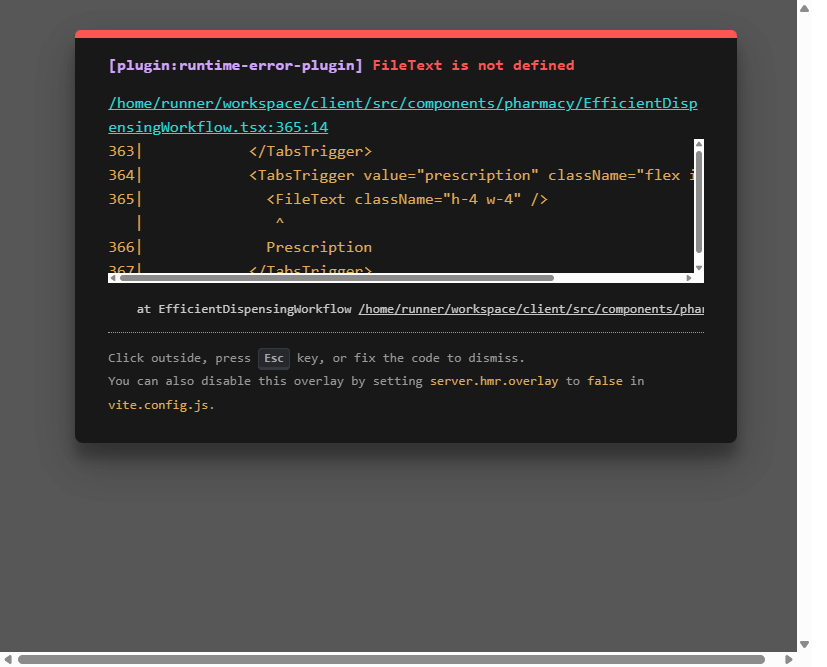 [plugin:runtime-error-plugin] FileText is not defined
/home/runner/workspace/client/src/components/pharmacy/EfficientDisp
ensingWorkflow.tsx:365:14
363|            </TabsTrigger>
364|            <TabsTrigger value="prescription" className="flex i
365|              <FileText className="h-4 w-4" />
   |               ^
366|              Prescription
367|            </TabsTrigger>
at EfficientDispensingWorkflow /home/runner/workspace/client/src/components/phar
Click outside, press Esc key, or fix the code to dismiss.
You can also disable this overlay by setting server.hmr.overlay to false in
vite.config.js.